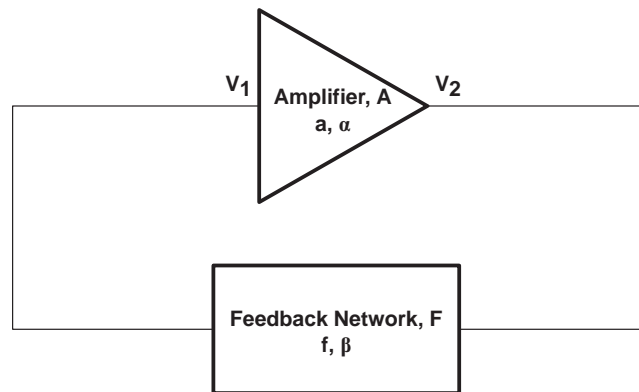 V1
V2
Amplifier, A
a, α
Feedback Network, F
f, β